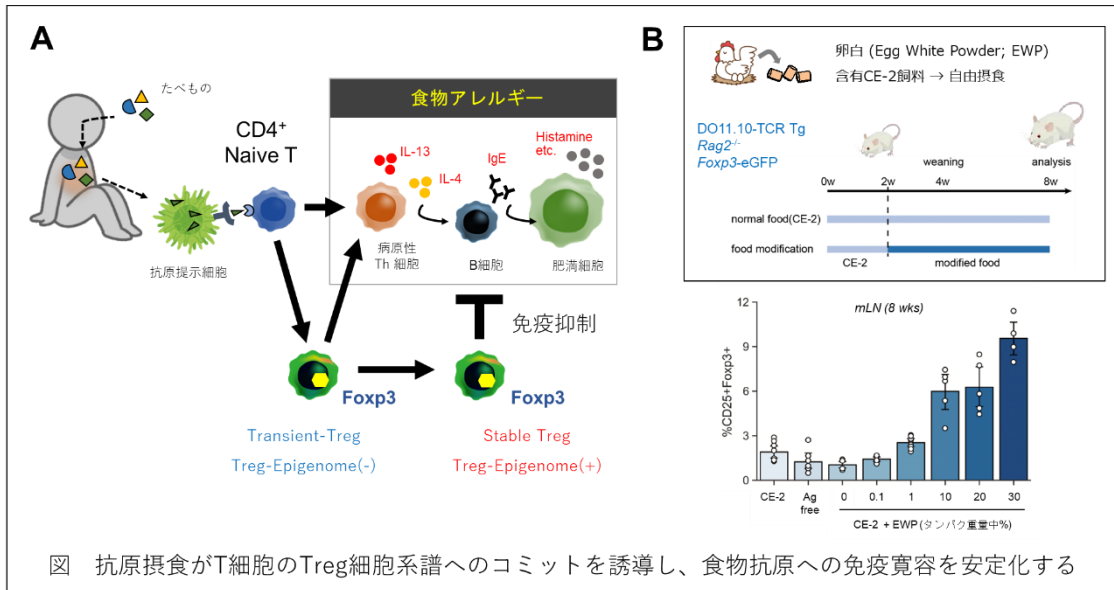 A
たべもの
CD4+
Naive T
抗原提示細胞
食物アレルギー
IL-13
IL-4
IgE
Histamine
etc.
病原性
Th 細胞
B細胞
肥満細胞
免疫抑制
Foxp3
Foxp3
Transient-Treg
Treg-Epigenome(-)
Stable Treg
Treg-Epigenome(+)
B
卵白 (Egg White Powder; EWP)
含有CE-2飼料 → 自由摂食
DO11.10-TCR Tg
Rag2-/-
Foxp3-eGFP
weaning
analysis
0w
2w
4w
8w
normal food(CE-2)
food modification
CE-2
modified food
mLN (8 wks)
%CD25+Foxp3+
12
9
6
3
0
CE-2
Ag
free
0
0.1
1
10
20
30
CE-2 + EWP (タンパク重量中%)
図 抗原摂食がT細胞のTreg細胞系譜へのコミットを誘導し、食物抗原への免疫寛容を安定化する